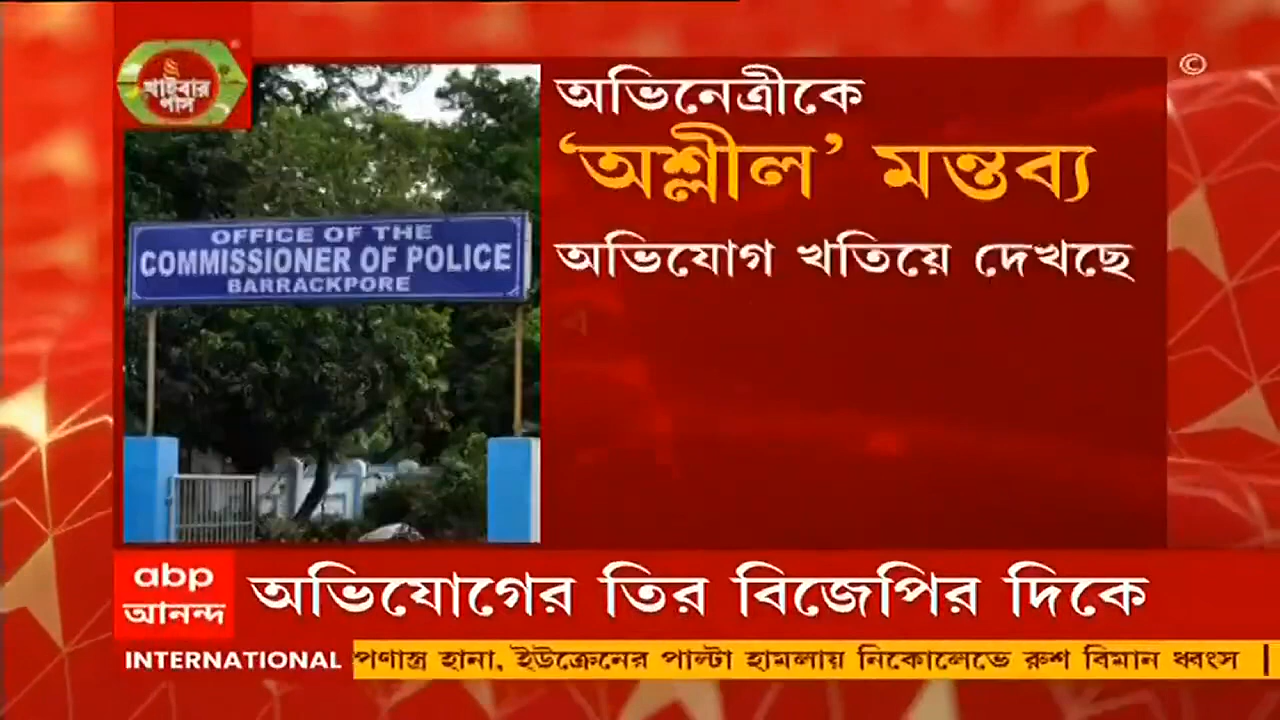 খাইবার
পাস
©
অভিনেত্রীকে
‘অশ্লীল’ মন্তব্য
অভিযোগ খতিয়ে দেখছে
OFFICE OF THE
COMMISSIONER OF POLICE
BARRACKPORE
abp
আনন্দ
অভিযোগের তির বিজেপির দিকে
INTERNATIONAL
পণাস্ত্র হানা, ইউক্রেনের পাল্টা হামলায় নিকোলেভে রুশ বিমান ধ্বংস |